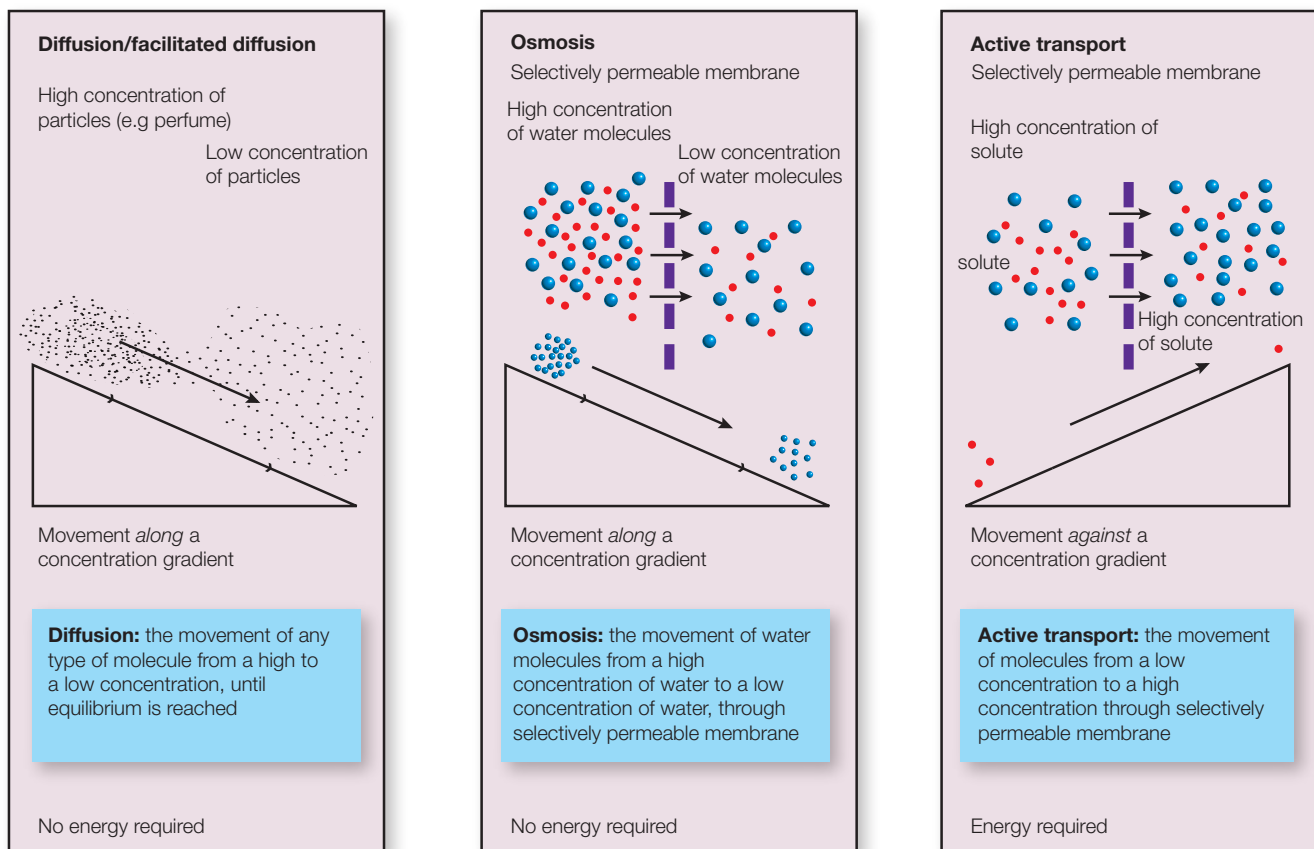 Diffusion/facilitated diffusion
High concentration of
particles (e.g perfume)
Low concentration
of particles
Movement along a
concentration gradient
Diffusion: the movement of any
type of molecule from a high to
a low concentration, until
equilibrium is reached
No energy required
Osmosis
Selectively permeable membrane
High concentration
of water molecules
Low concentration
of water molecules
Movement along a
concentration gradient
Osmosis: the movement of water
molecules from a high
concentration of water to a low
concentration of water, through
selectively permeable membrane
No energy required
Active transport
Selectively permeable membrane
High concentration of
solute
solute
High concentration
of solute
Movement against a
concentration gradient
Active transport: the movement
of molecules from a low
concentration to a high
concentration through selectively
permeable membrane
Energy required